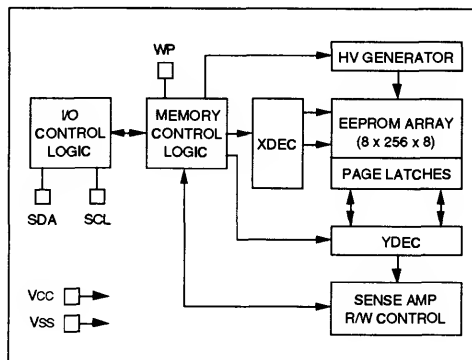 WP
HV GENERATOR
I/O
CONTROL
LOGIC
MEMORY
CONTROL
LOGIC
XDEC
EEPROM ARRAY
(8 x 256 x 8)
PAGE LATCHES
SDA
SCL
YDEC
VCC
VSS
SENSE AMP
R/W CONTROL